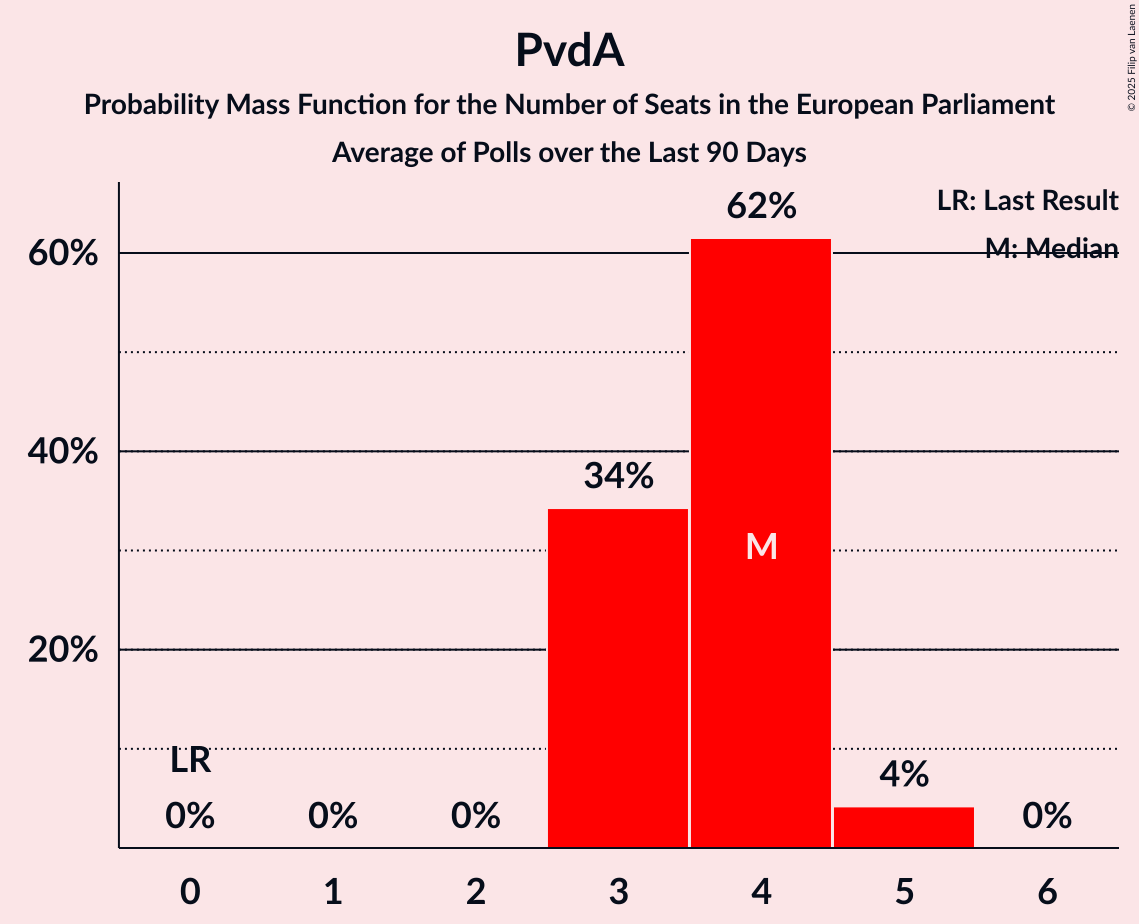 PvdA
Probability Mass Function for the Number of Seats in the European Parliament
Average of Polls over the Last 90 Days
© 2025 Filip van Laenen
LR: Last Result
M: Median
62%
60%
40%
34%
M
20%
LR
4%
0%
0%
0%
0%
0 1 2 3 4 5 6